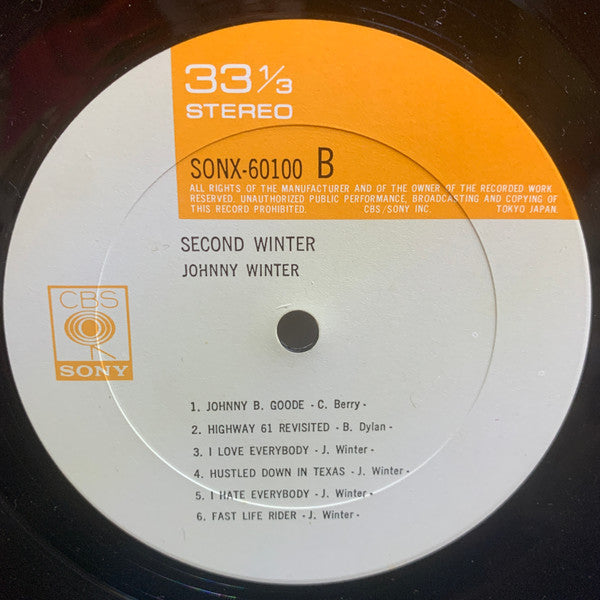 33 1/3
STEREO
SONX-60100 B
ALL RIGHTS OF THE MANUFACTURER AND OF THE OWNER OF THE RECORDED WORK
RESERVED. UNAUTHORIZED PUBLIC PERFORMANCE, BROADCASTING AND COPYING OF
THIS RECORD PROHIBITED. CBS/SONY INC. TOKYO JAPAN.
SECOND WINTER
JOHNNY WINTER
CBS
SONY
1. JOHNNY B. GOODE - C. Berry -
2. HIGHWAY 61 REVISITED - B. Dylan -
3. I LOVE EVERYBODY - J. Winter -
4. HUSTLED DOWN IN TEXAS - J. Winter -
5. I HATE EVERYBODY - J. Winter -
6. FAST LIFE RIDER - J. Winter -